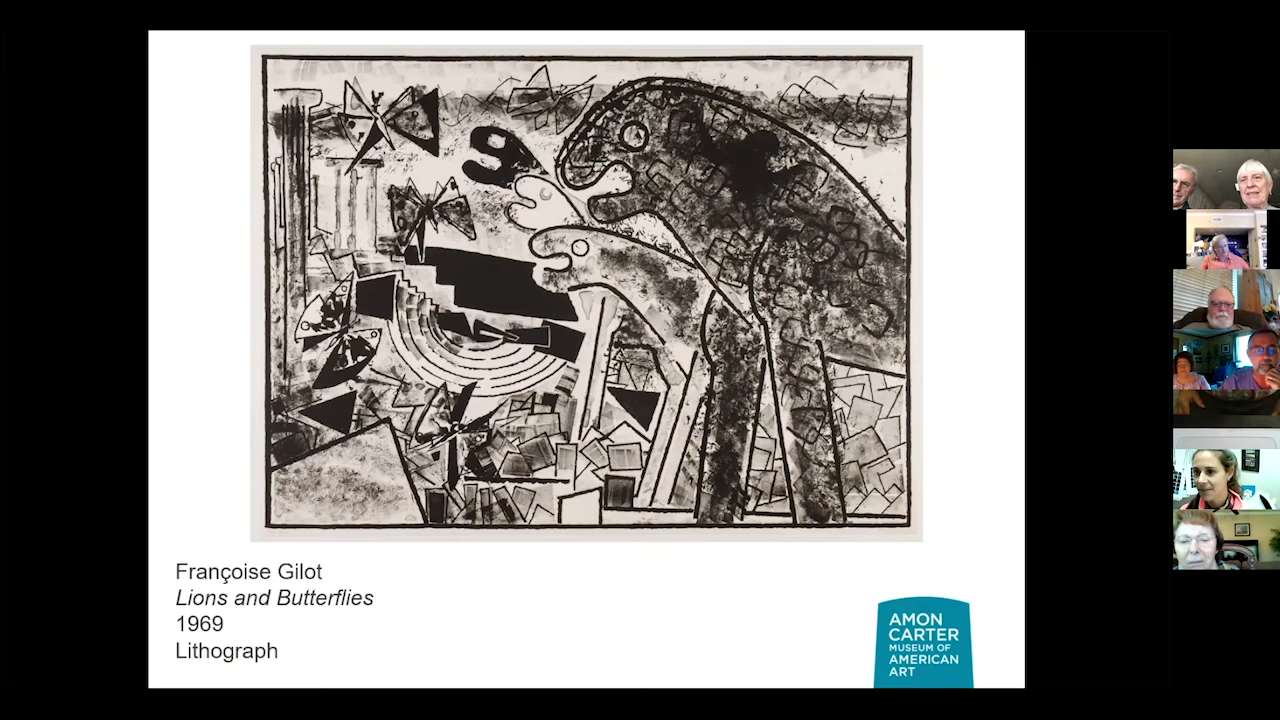 Françoise Gilot
Lions and Butterflies
1969
Lithograph
AMON
CARTER
MUSEUM OF
AMERICAN
ART